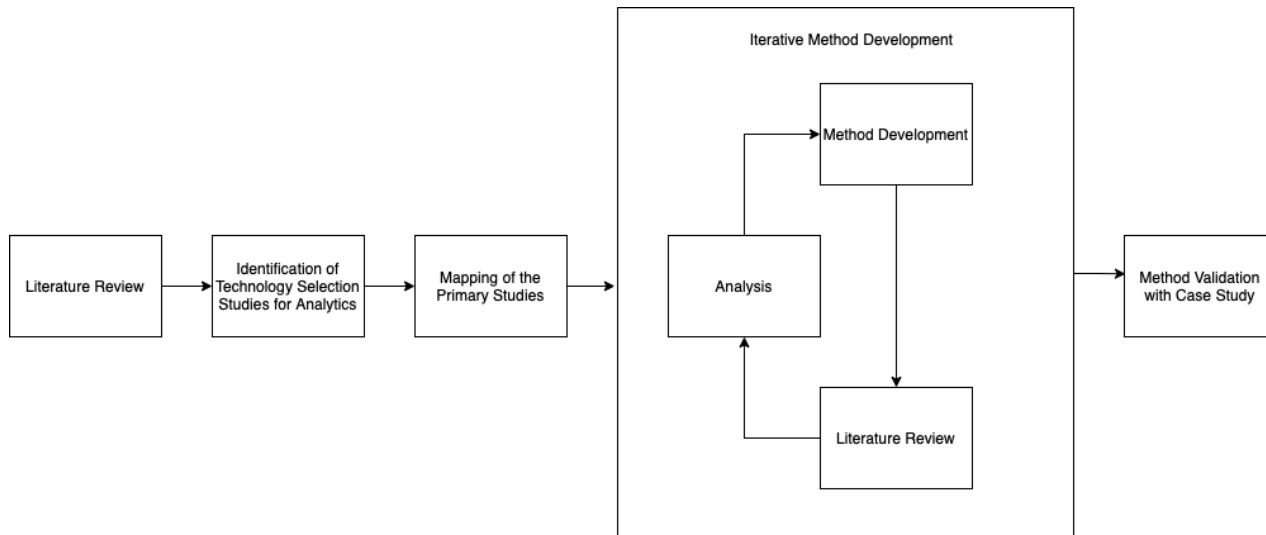 Iterative Method Development
Method Development
Literature Review
Identification of
Technology Selection
Studies for Analytics
Mapping of the
Primary Studies
Analysis
Method Validation
with Case Study
Literature Review